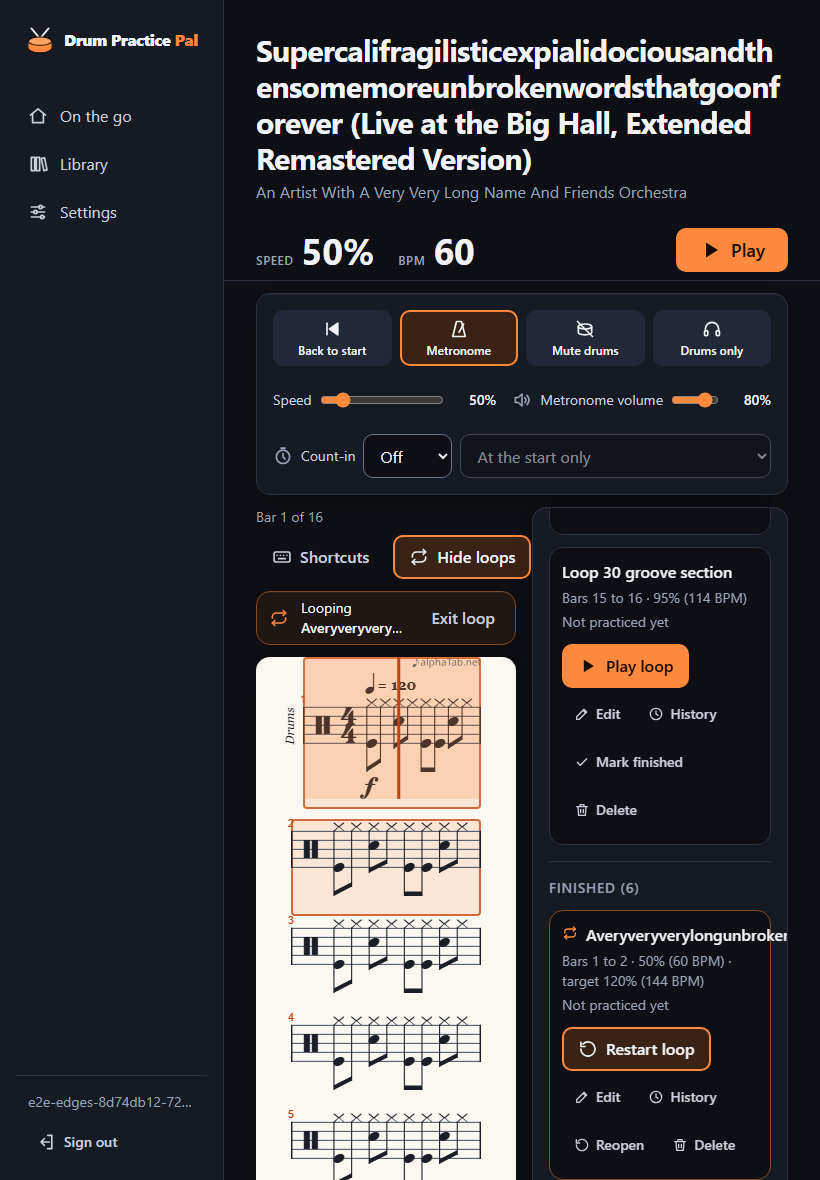 Drum Practice Pal
On the go
Library
Settings
e2e-edges-8d74db12-72...
Sign out
Supercalifragilisticexpialidociousandth
ensomemoreunbrokenwordsthatgoonf
orever (Live at the Big Hall, Extended
Remastered Version)
An Artist With A Very Very Long Name And Friends Orchestra
SPEED 50% BPM 60
Play
Back to start
Metronome
Mute drums
Drums only
Speed 50% Metronome volume 80%
Count-in Off At the start only
Bar 1 of 16
Shortcuts
Hide loops
Looping
Averyveryvery...
Exit loop
alphaTab.net
= 120
1
Drums
4
4
f
2
3
4
5
Loop 30 groove section
Bars 15 to 16 · 95% (114 BPM)
Not practiced yet
Play loop
Edit History
Mark finished
Delete
FINISHED (6)
Averyveryverylongunbroken
Bars 1 to 2 · 50% (60 BPM) ·
target 120% (144 BPM)
Not practiced yet
Restart loop
Edit History
Reopen Delete